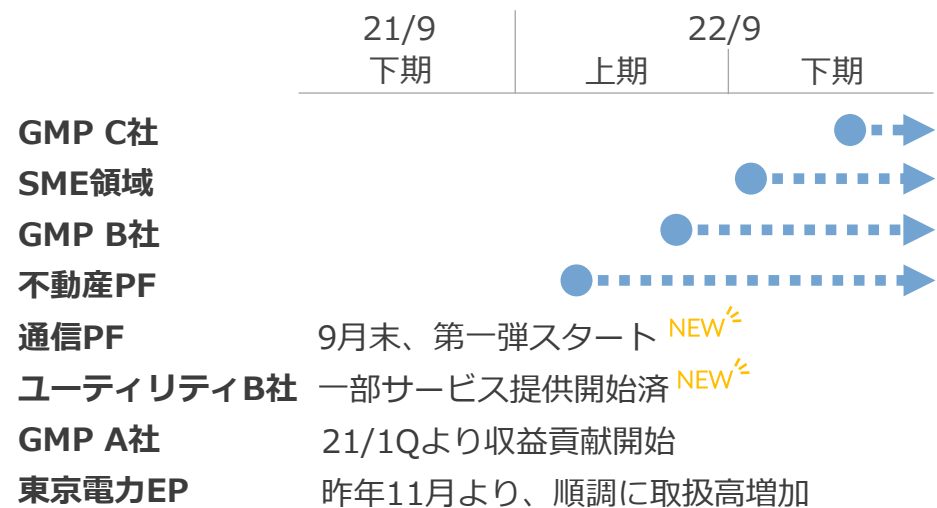 21/9 22/9
下期 上期 下期
GMP C社
SME領域
GMP B社
不動産PF
通信PF 9月末、第一弾スタート NEW
ユーティリティB社 一部サービス提供開始済 NEW
GMP A社 21/1Qより収益貢献開始
東京電力EP 昨年11月より、順調に取扱高増加